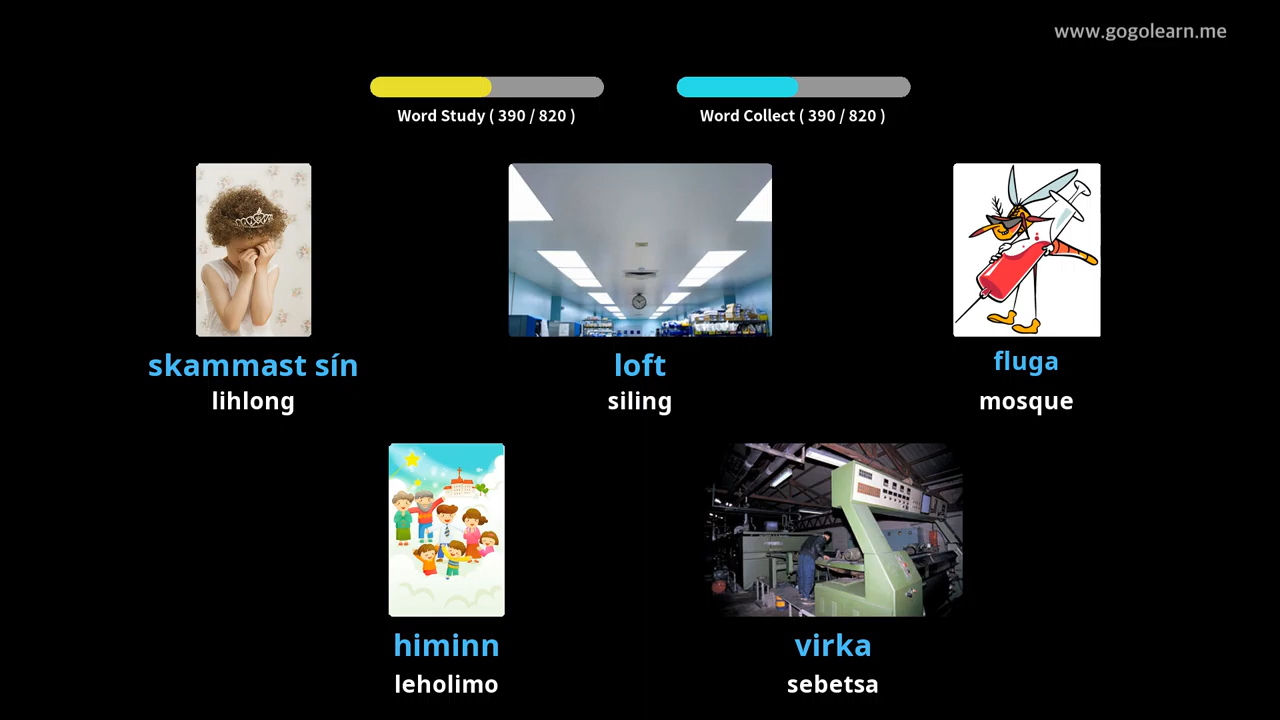 www.gogolearn.me
Word Study ( 390 / 820 )
Word Collect ( 390 / 820 )
skammast sín
lihlong
loft
siling
fluga
mosque
himinn
leholimo
virka
sebetsa